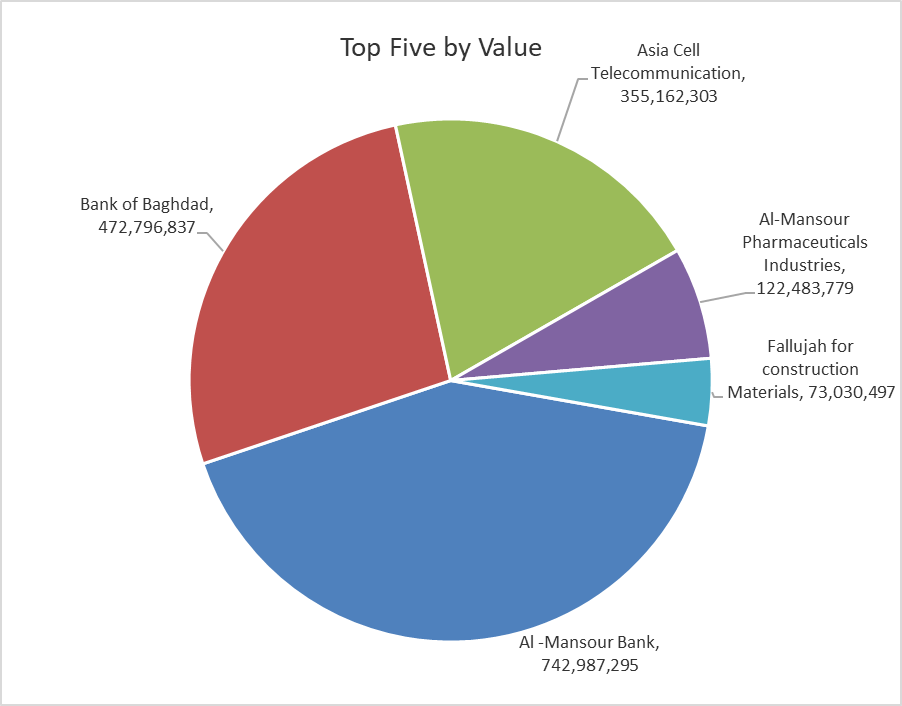 Top Five by Value
Asia Cell
Telecommunication,
355,162,303
Bank of Baghdad,
472,796,837
Al-Mansour
Pharmaceuticals
Industries,
122,483,779
Fallujah for
construction
Materials, 73,030,497
Al -Mansour Bank,
742,987,295